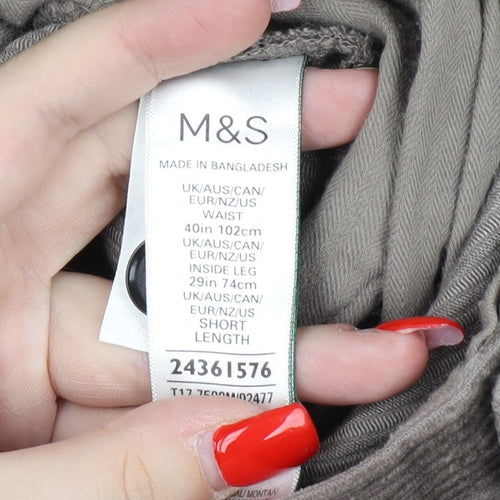 M&S
MADE IN BANGLADESH
UK/AUS/CAN/
EUR/NZ/US
WAIST
40in 102cm
UK/AUS/CAN/
EUR/NZ/US
INSIDE LEG
29in 74cm
UK/AUS/CAN/
EUR/NZ/US
SHORT
LENGTH
24361576